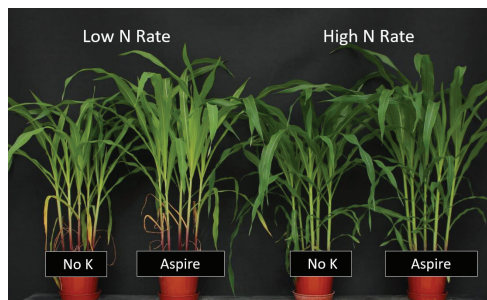 Low N Rate
High N Rate
No K
Aspire
No K
Aspire